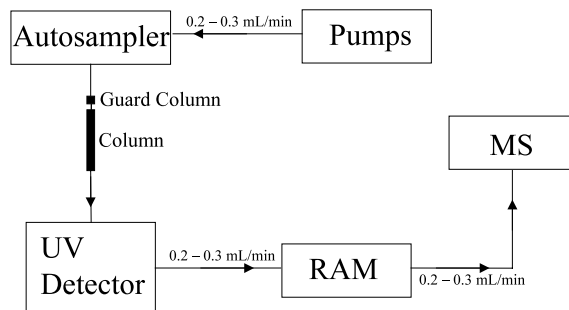 Autosampler
0.2 – 0.3 mL/min
Pumps
Guard Column
Column
MS
UV
Detector
0.2 – 0.3 mL/min
RAM
0.2 – 0.3 mL/min